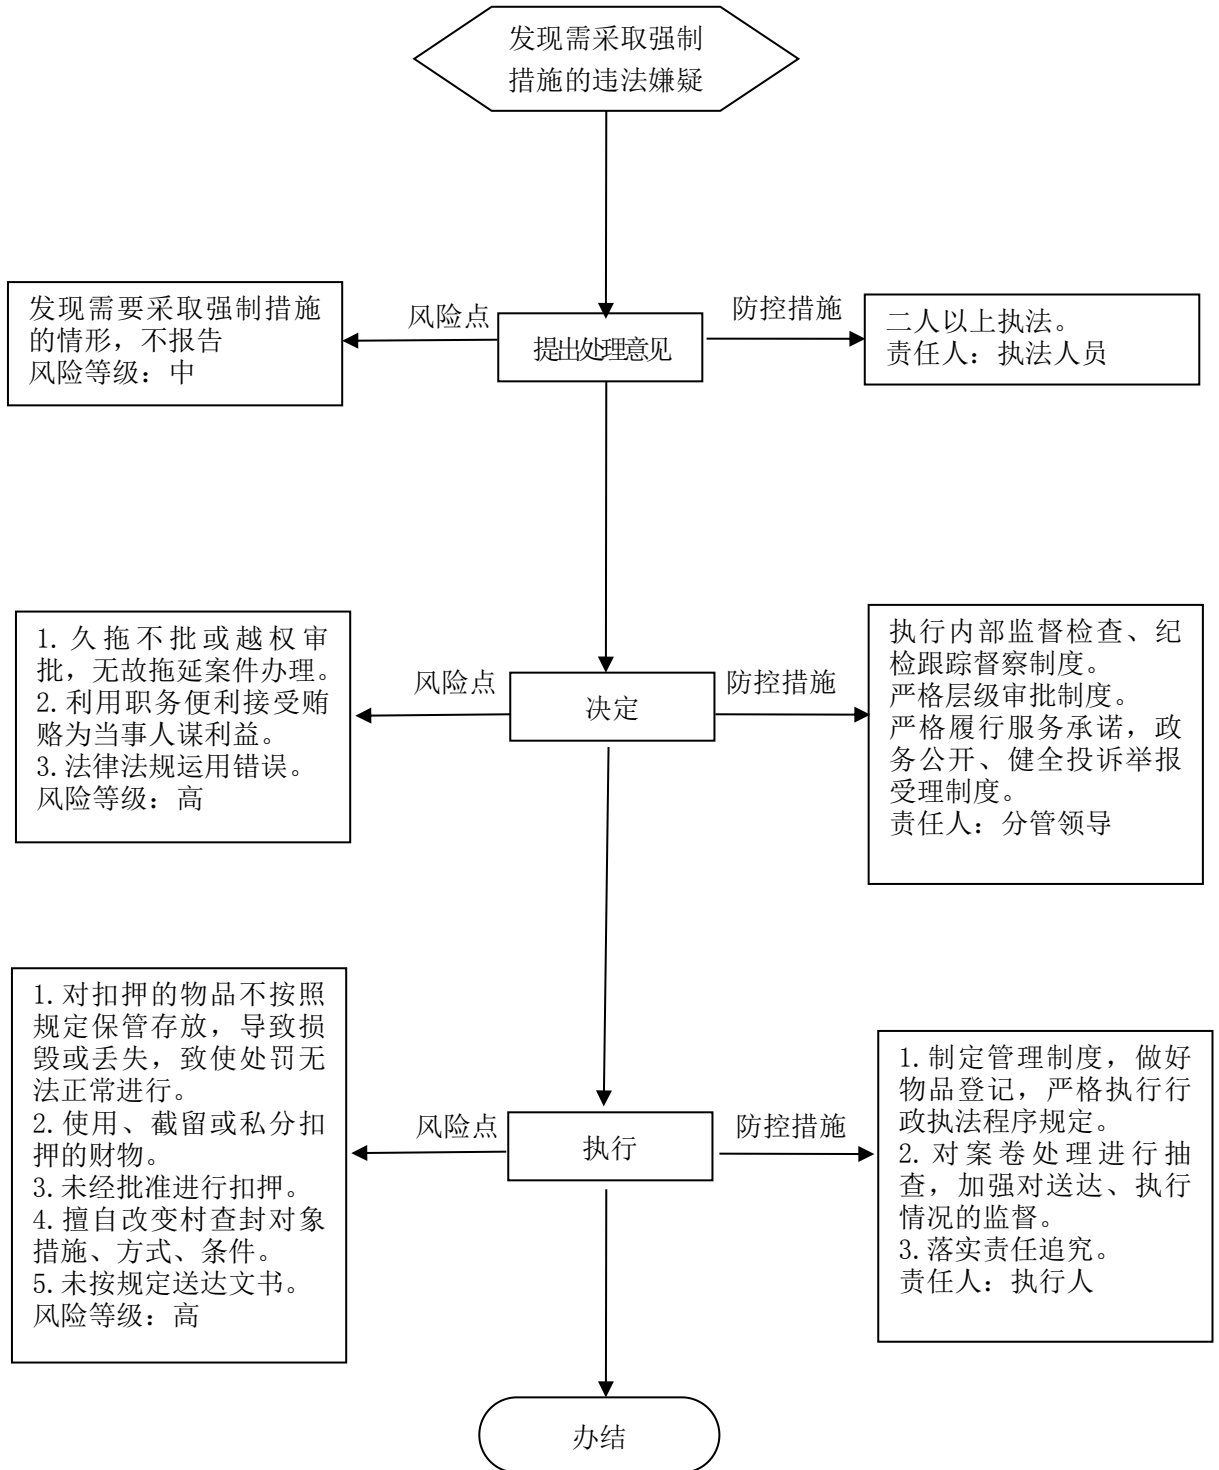 发现需采取强制
措施的违法嫌疑
发现需要采取强制措施
的情形，不报告
风险等级：中
风险点
提出处理意见
防控措施
二人以上执法。
责任人：执法人员
1.久拖不批或越权审
批，无故拖延案件办理。
2.利用职务便利接受贿
赂为当事人谋利益。
3.法律法规运用错误。
风险等级：高
风险点
决定
防控措施
执行内部监督检查、纪
检跟踪督察制度。
严格层级审批制度。
严格履行服务承诺，政
务公开、健全投诉举报
受理制度。
责任人：分管领导
1.对扣押的物品不按照
规定保管存放，导致损
毁或丢失，致使处罚无
法正常进行。
2.使用、截留或私分扣
押的财物。
3.未经批准进行扣押。
4.擅自改变村查封对象
措施、方式、条件。
5.未按规定送达文书。
风险等级：高
风险点
执行
防控措施
1.制定管理制度，做好
物品登记，严格执行行
政执法程序规定。
2.对案卷处理进行抽
查，加强对送达、执行
情况的监督。
3.落实责任追究。
责任人：执行人
办结